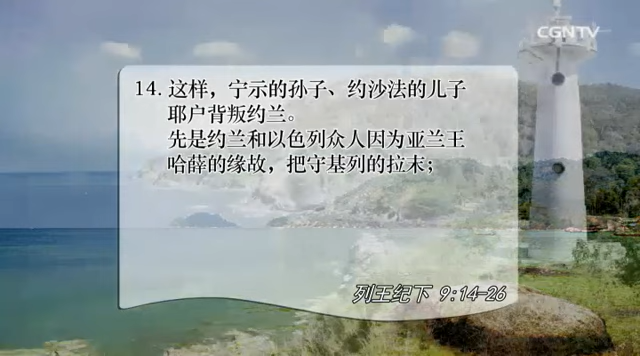 CGNTV
14. 这样，宁示的孙子、约沙法的儿子
耶户背叛约兰。
先是约兰和以色列众人因为亚兰王
哈薛的缘故，把守基列的拉末；
列王纪下 9:14-26